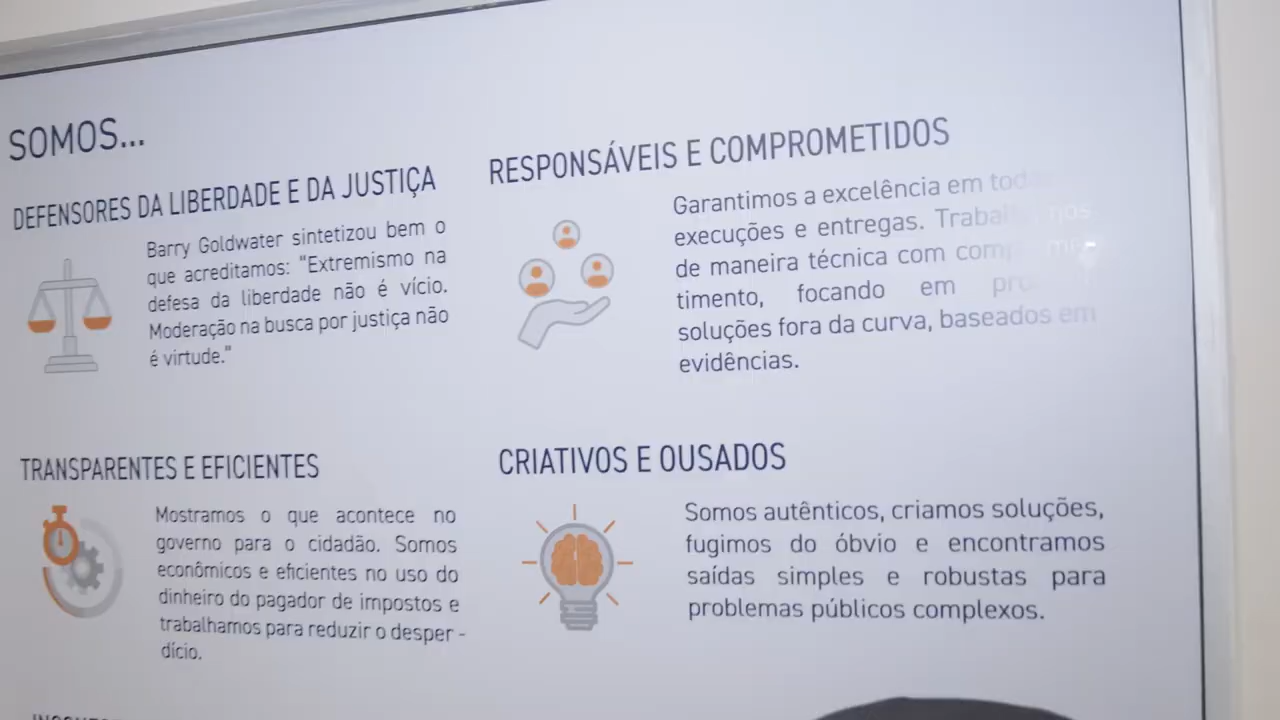 SOMOS...
DEFENSORES DA LIBERDADE E DA JUSTIÇA
Barry Goldwater sintetizou bem o
que acreditamos: "Extremismo na
defesa da liberdade não é vício.
Moderação na busca por justiça não
é virtude."
RESPONSÁVEIS E COMPROMETIDOS
Garantimos a excelência em
execuções e entregas.
de maneira técnica com
timento, focando em
soluções fora da curva, baseados em
evidências.
TRANSPARENTES E EFICIENTES
Mostramos o que acontece no
governo para o cidadão. Somos
econômicos e eficientes no uso do
dinheiro do pagador de impostos e
trabalhamos para reduzir o desper -
dício.
CRIATIVOS E OUSADOS
Somos autênticos, criamos soluções,
fugimos do óbvio e encontramos
saídas simples e robustas para
problemas públicos complexos.